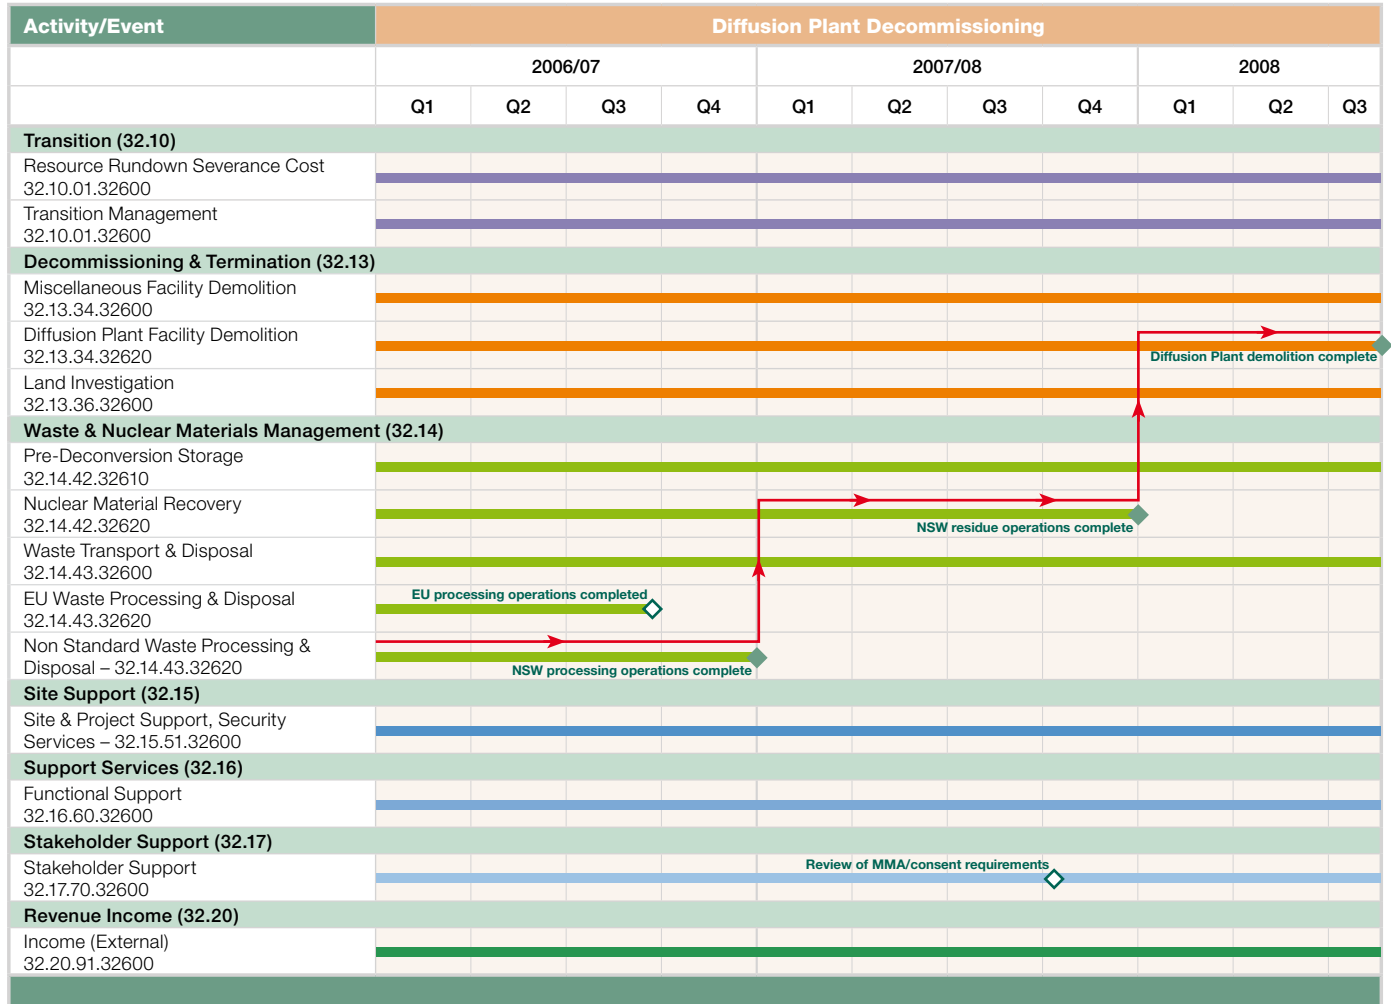 Activity/Event
Diffusion Plant Decommissioning
2006/07
2007/08
2008
Q1
Q2
Q3
Q4
Q1
Q2
Q3
Q4
Q1
Q2
Q3
Transition (32.10)
Resource Rundown Severance Cost
32.10.01.32600
Transition Management
32.10.01.32600
Decommissioning & Termination (32.13)
Miscellaneous Facility Demolition
32.13.34.32600
Diffusion Plant Facility Demolition
32.13.34.32620
Diffusion Plant demolition complete
Land Investigation
32.13.36.32600
Waste & Nuclear Materials Management (32.14)
Pre-Deconversion Storage
32.14.42.32610
Nuclear Material Recovery
32.14.42.32620
NSW residue operations complete
Waste Transport & Disposal
32.14.43.32600
EU Waste Processing & Disposal
32.14.43.32620
EU processing operations completed
Non Standard Waste Processing &
Disposal – 32.14.43.32620
NSW processing operations complete
Site Support (32.15)
Site & Project Support, Security
Services – 32.15.51.32600
Support Services (32.16)
Functional Support
32.16.60.32600
Stakeholder Support (32.17)
Stakeholder Support
32.17.70.32600
Review of MMA/consent requirements
Revenue Income (32.20)
Income (External)
32.20.91.32600